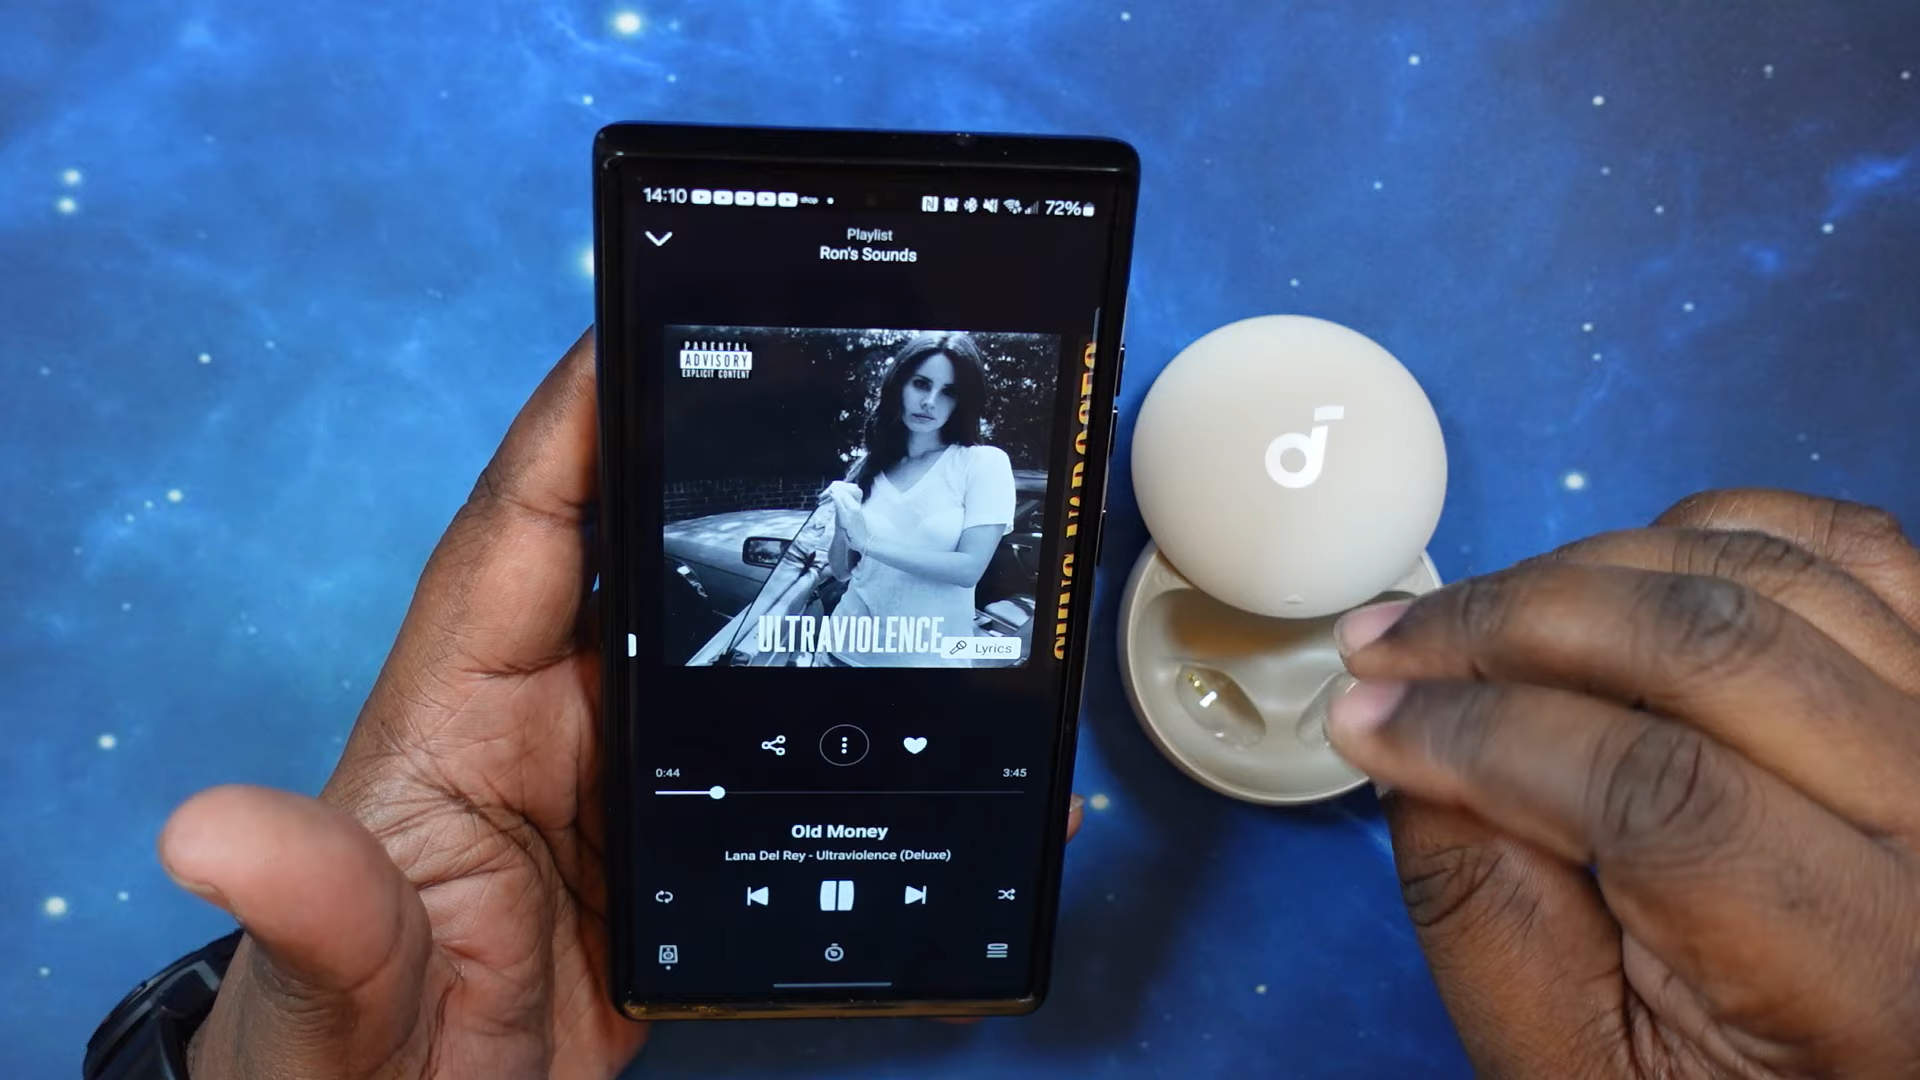 14:10
shop
72%
Playlist
Ron's Sounds
PARENTAL
ADVISORY
EXPLICIT CONTENT
ULTRAVIOLENCE
Lyrics
0:44
3:45
Old Money
Lana Del Rey - Ultraviolence (Deluxe)